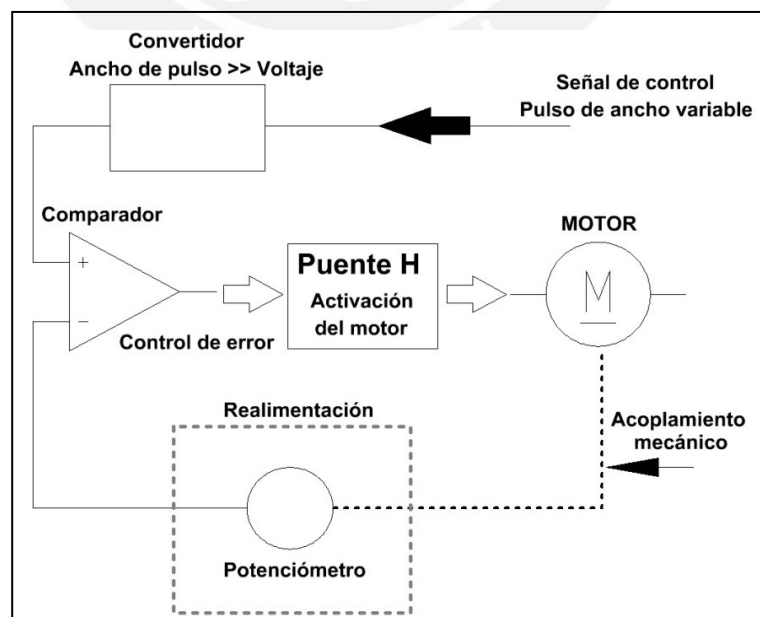 Convertidor
Ancho de pulso >> Voltaje
Señal de control
Pulso de ancho variable
Comparador
+
−
Control de error
Puente H
Activación
del motor
MOTOR
M
Realimentación
Acoplamiento
mecánico
Potenciómetro